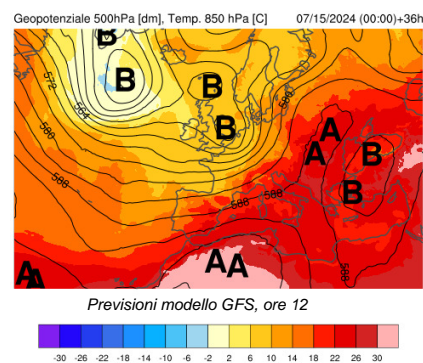 Geopotenziale 500hPa [dm], Temp. 850 hPa [C] 07/15/2024 (00:00)+36h
B
B
B
B
572
564
580
580
A
A
B
B
588
588
588
A A
A
A
588
Previsioni modello GFS, ore 12
-30 -26 -22 -18 -14 -10 -6 -2 2 6 10 14 18 22 26 30